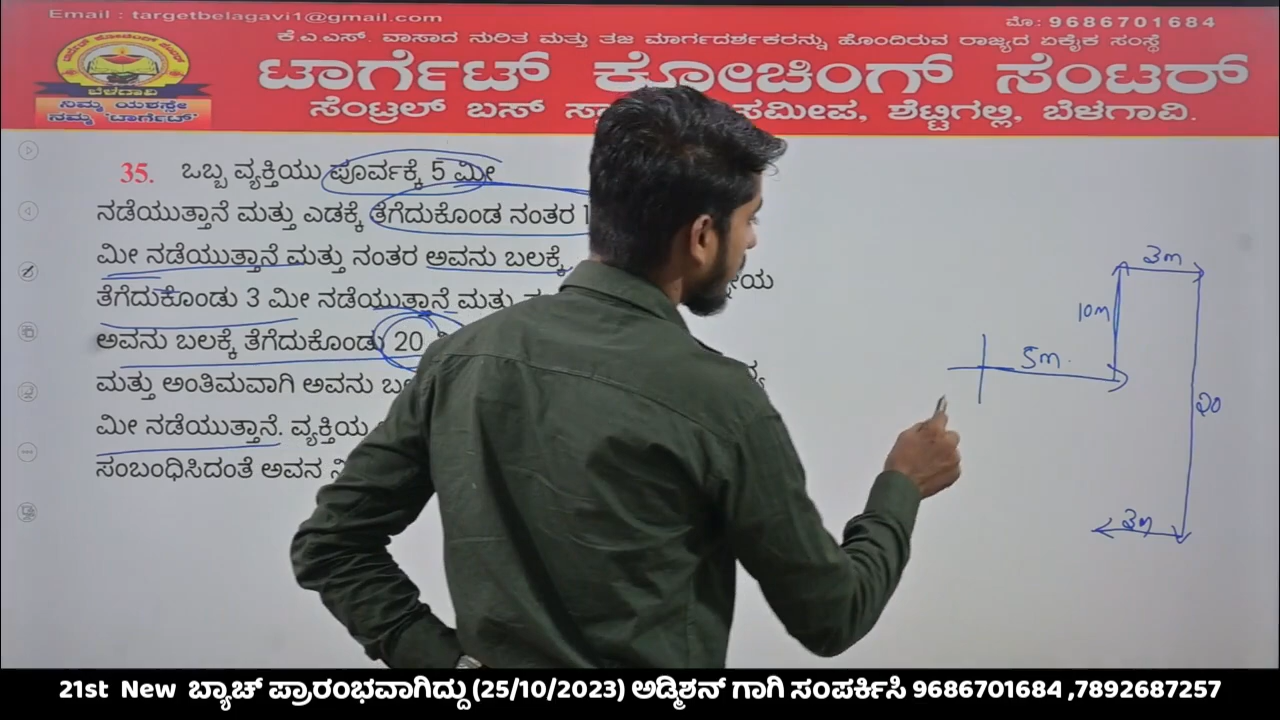 Email : targetbelagavi1@gmail.com
ಮೊ: 9686701684
ಕೆ.ಎ.ಎಸ್. ಪಾಸಾದ ನುರಿತ ಮತ್ತು ತಜ್ಞ ಮಾರ್ಗದರ್ಶಕರನ್ನು ಹೊಂದಿರುವ ರಾಜ್ಯದ ಏಕೈಕ ಸಂಸ್ಥೆ
ಟಾರ್ಗೆಟ್ ಕೋಚಿಂಗ್ ಸೆಂಟರ್
ಸೆಂಟ್ರಲ್ ಬಸ್ ಸಮೀಪ, ಶೆಟ್ಟಿಗಲ್ಲಿ, ಬೆಳಗಾವಿ.
ಬೆಳಗಾವಿ
ನಿಮ್ಮ ಯಶಸ್ಸೇ
ನಮ್ಮ "ಟಾರ್ಗೆಟ್"
35. ಒಬ್ಬ ವ್ಯಕ್ತಿಯು ಪೂರ್ವಕ್ಕೆ 5 ಮೀ
ನಡೆಯುತ್ತಾನೆ ಮತ್ತು ಎಡಕ್ಕೆ ತೆಗೆದುಕೊಂಡ ನಂತರ
ಮೀ ನಡೆಯುತ್ತಾನೆ ಮತ್ತು ನಂತರ ಅವನು ಬಲಕ್ಕೆ
ತೆಗೆದುಕೊಂಡು 3 ಮೀ ನಡೆಯುತ್ತಾನೆ ಮತ್ತು
ಅವನು ಬಲಕ್ಕೆ ತೆಗೆದುಕೊಂಡು 20
ಮತ್ತು ಅಂತಿಮವಾಗಿ ಅವನು
ಮೀ ನಡೆಯುತ್ತಾನೆ. ವ್ಯಕ್ತಿಯ
ಸಂಬಂಧಿಸಿದಂತೆ ಅವನ
3m
10m
5m.
20
3m
21st New ಬ್ಯಾಚ್ ಪ್ರಾರಂಭವಾಗಿದ್ದು (25/10/2023) ಅಡ್ಮಿಶನ್ ಗಾಗಿ ಸಂಪರ್ಕಿಸಿ 9686701684 ,7892687257